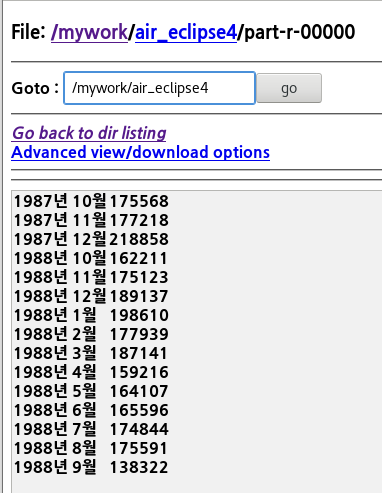 File: /mywork/air_eclipse4/part-r-00000
Goto : /mywork/air_eclipse4 go
Go back to dir listing
Advanced view/download options
1987년 10월 175568
1987년 11월 177218
1987년 12월 218858
1988년 10월 162211
1988년 11월 175123
1988년 12월 189137
1988년 1월 198610
1988년 2월 177939
1988년 3월 187141
1988년 4월 159216
1988년 5월 164107
1988년 6월 165596
1988년 7월 174844
1988년 8월 175591
1988년 9월 138322